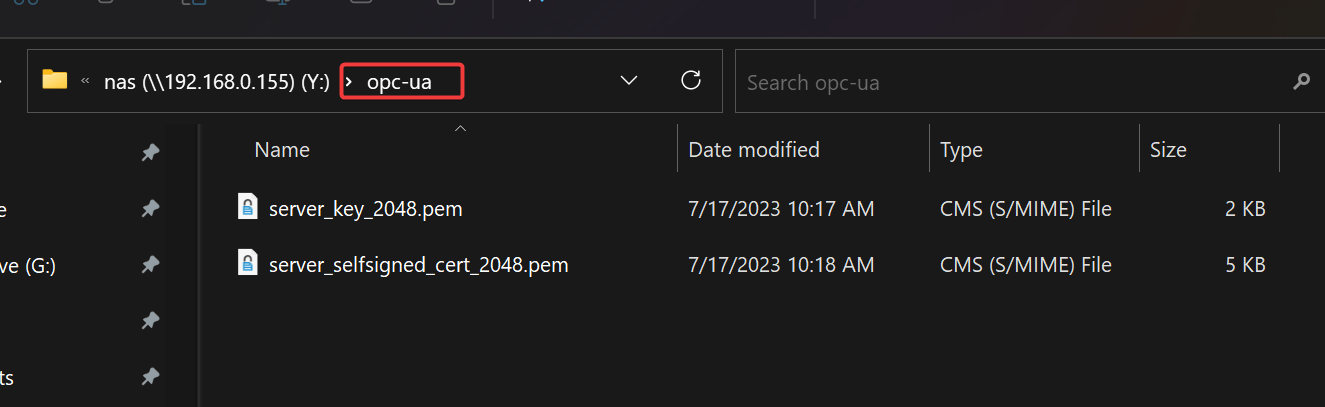 « nas (\\192.168.0.155) (Y:) > opc-ua
Search opc-ua
Name Date modified Type Size
server_key_2048.pem 7/17/2023 10:17 AM CMS (S/MIME) File 2 KB
e
ve (G:)
server_selfsigned_cert_2048.pem 7/17/2023 10:18 AM CMS (S/MIME) File 5 KB
ts